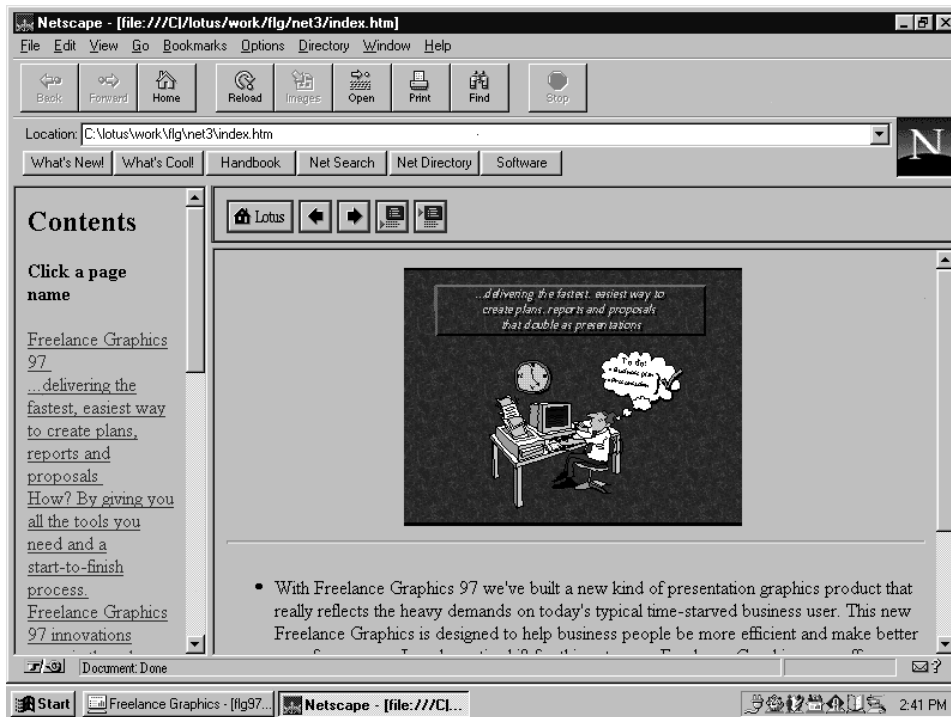 Netscape - [file:///C|/lotus/work/flg/net3/index.htm]
File Edit View Go Bookmarks Options Directory Window Help
Back Forward Home Reload Images Open Print Find Stop
Location: C:\lotus\work\flg\net3\index.htm
N
What's New! What's Cool! Handbook Net Search Net Directory Software
Contents
Click a page
name
Freelance Graphics
97
...delivering the
fastest, easiest way
to create plans,
reports and
proposals
How? By giving you
all the tools you
need and a
start-to-finish
process.
Freelance Graphics
97 innovations
Lotus
...delivering the fastest, easiest way to
create plans, reports and proposals
that double as presentations
To do:
• Business plan
• Presentation
• With Freelance Graphics 97 we've built a new kind of presentation graphics product that
really reflects the heavy demands on today's typical time-starved business user. This new
Freelance Graphics is designed to help business people be more efficient and make better
Document: Done
Start Freelance Graphics - [flg97... Netscape - [file:///C|... 2:41 PM